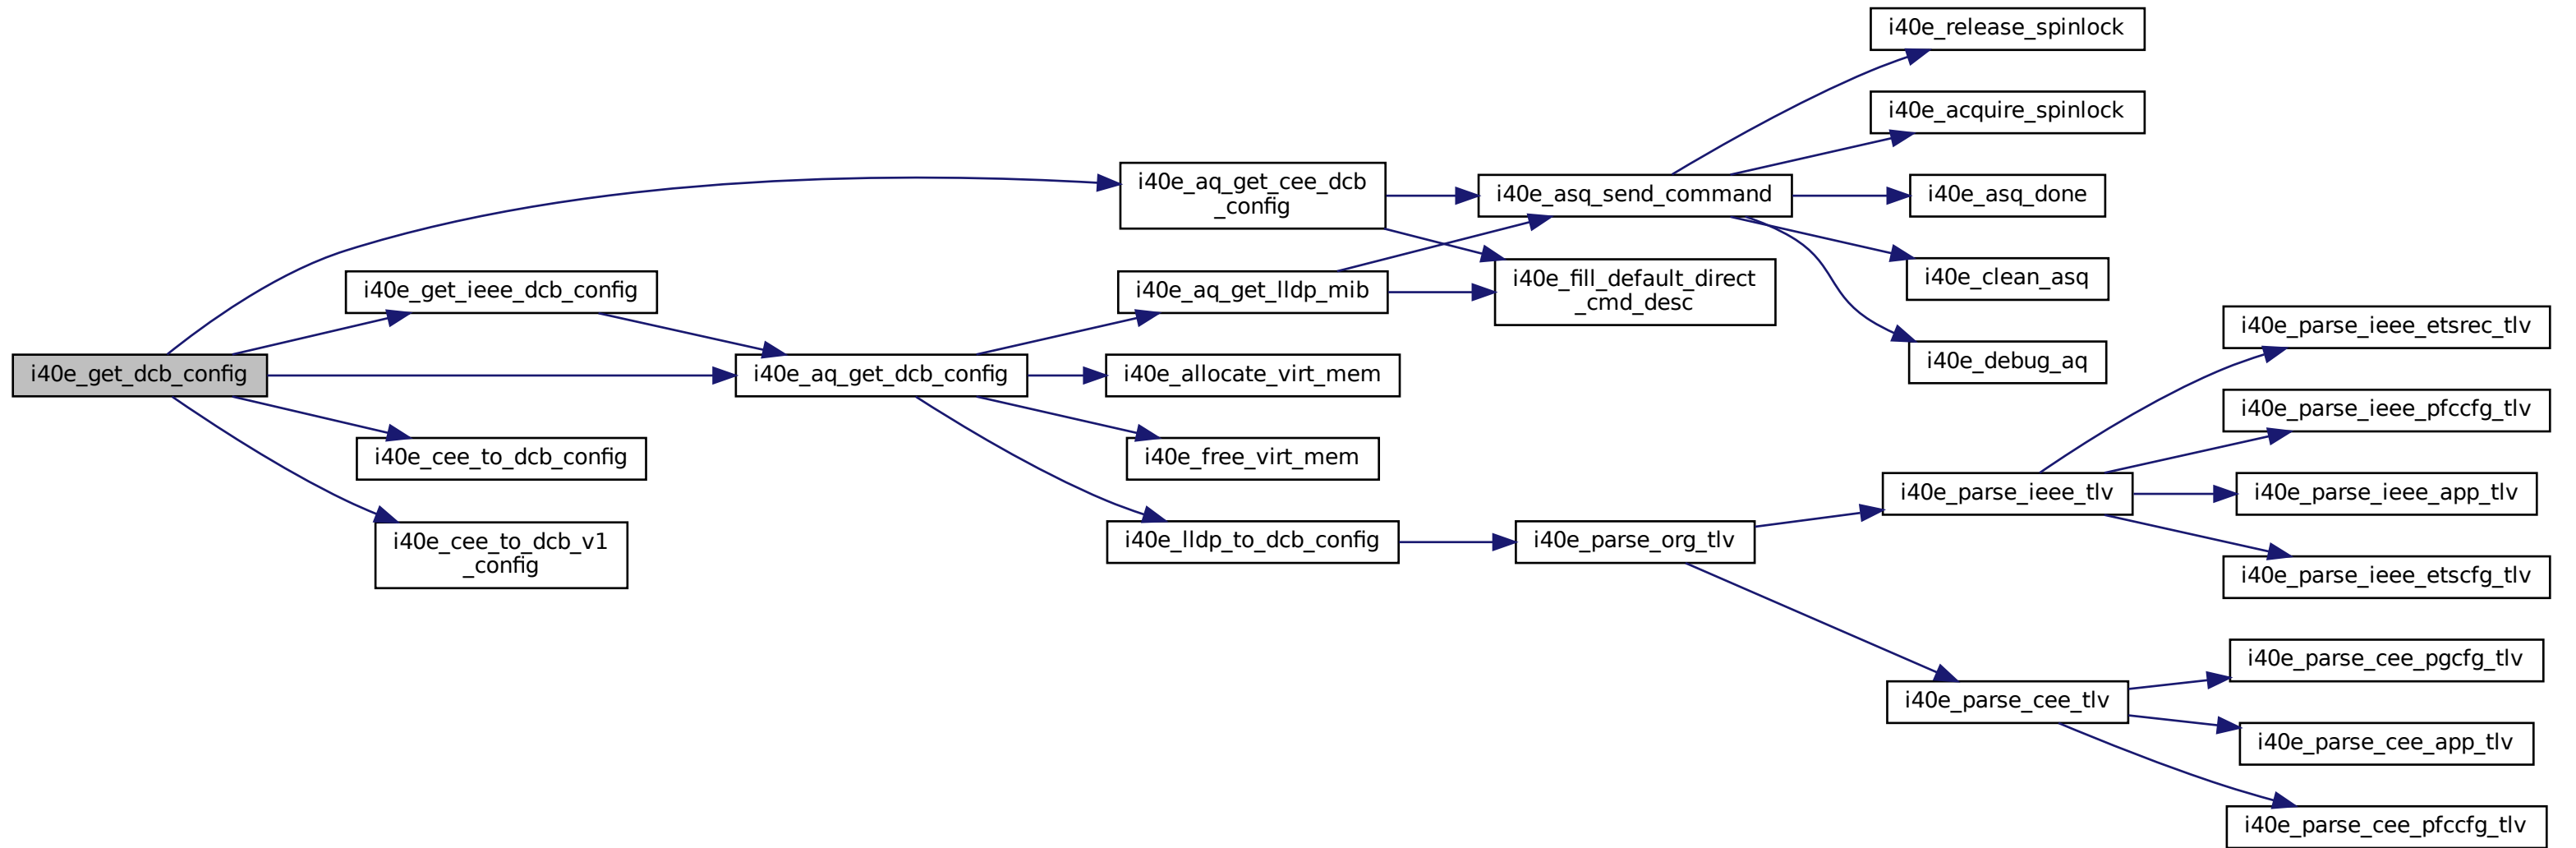 i40e_release_spinlock
i40e_acquire_spinlock
i40e_aq_get_cee_dcb
_config
i40e_asq_send_command
i40e_asq_done
i40e_get_ieee_dcb_config
i40e_aq_get_lldp_mib
i40e_fill_default_direct
_cmd_desc
i40e_clean_asq
i40e_parse_ieee_etsrec_tlv
i40e_get_dcb_config
i40e_aq_get_dcb_config
i40e_allocate_virt_mem
i40e_debug_aq
i40e_parse_ieee_pfccfg_tlv
i40e_cee_to_dcb_config
i40e_free_virt_mem
i40e_parse_ieee_tlv
i40e_parse_ieee_app_tlv
i40e_cee_to_dcb_v1
_config
i40e_lldp_to_dcb_config
i40e_parse_org_tlv
i40e_parse_ieee_etscfg_tlv
i40e_parse_cee_pgcfg_tlv
i40e_parse_cee_tlv
i40e_parse_cee_app_tlv
i40e_parse_cee_pfccfg_tlv